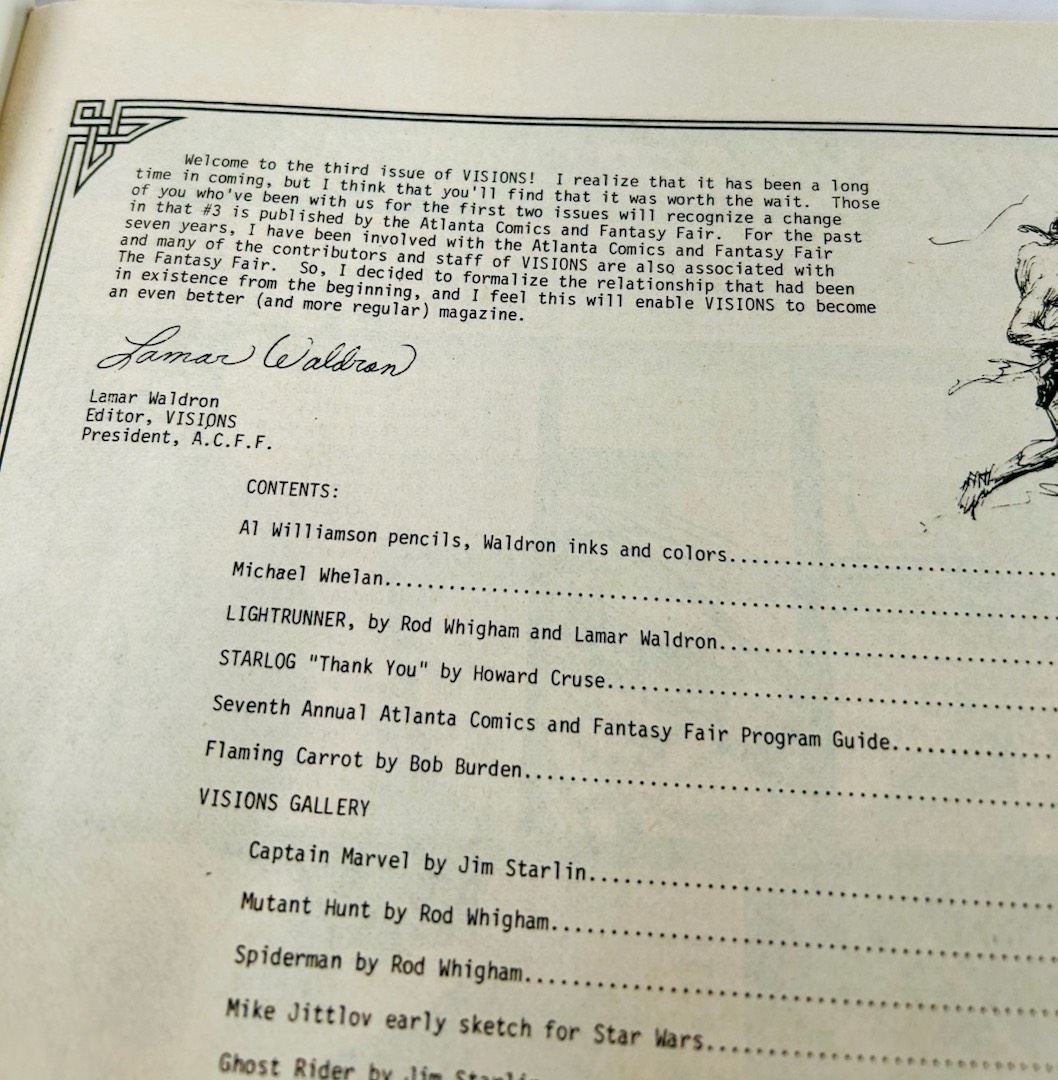 Welcome to the third issue of VISIONS! I realize that it has been a long
time in coming, but I think that you'll find that it was worth the wait. Those
of you who've been with us for the first two issues will recognize a change
in that #3 is published by the Atlanta Comics and Fantasy Fair. For the past
seven years, I have been involved with the Atlanta Comics and Fantasy Fair
and many of the contributors and staff of VISIONS are also associated with
The Fantasy Fair. So, I decided to formalize the relationship that had been
in existence from the beginning, and I feel this will enable VISIONS to become
an even better (and more regular) magazine.
Lamar Waldron
Lamar Waldron
Editor, VISIONS
President, A.C.F.F.
CONTENTS:
Al Williamson pencils, Waldron inks and colors..............................
Michael Whelan..........................................................
LIGHTRUNNER, by Rod Whigham and Lamar Waldron..............................
STARLOG "Thank You" by Howard Cruse.......................................
Seventh Annual Atlanta Comics and Fantasy Fair Program Guide..............
Flaming Carrot by Bob Burden.............................................
VISIONS GALLERY
Captain Marvel by Jim Starlin.......................................
Mutant Hunt by Rod Whigham..........................................
Spiderman by Rod Whigham............................................
Mike Jittlov early sketch for Star Wars.............................
Ghost Rider by Jim Starlin